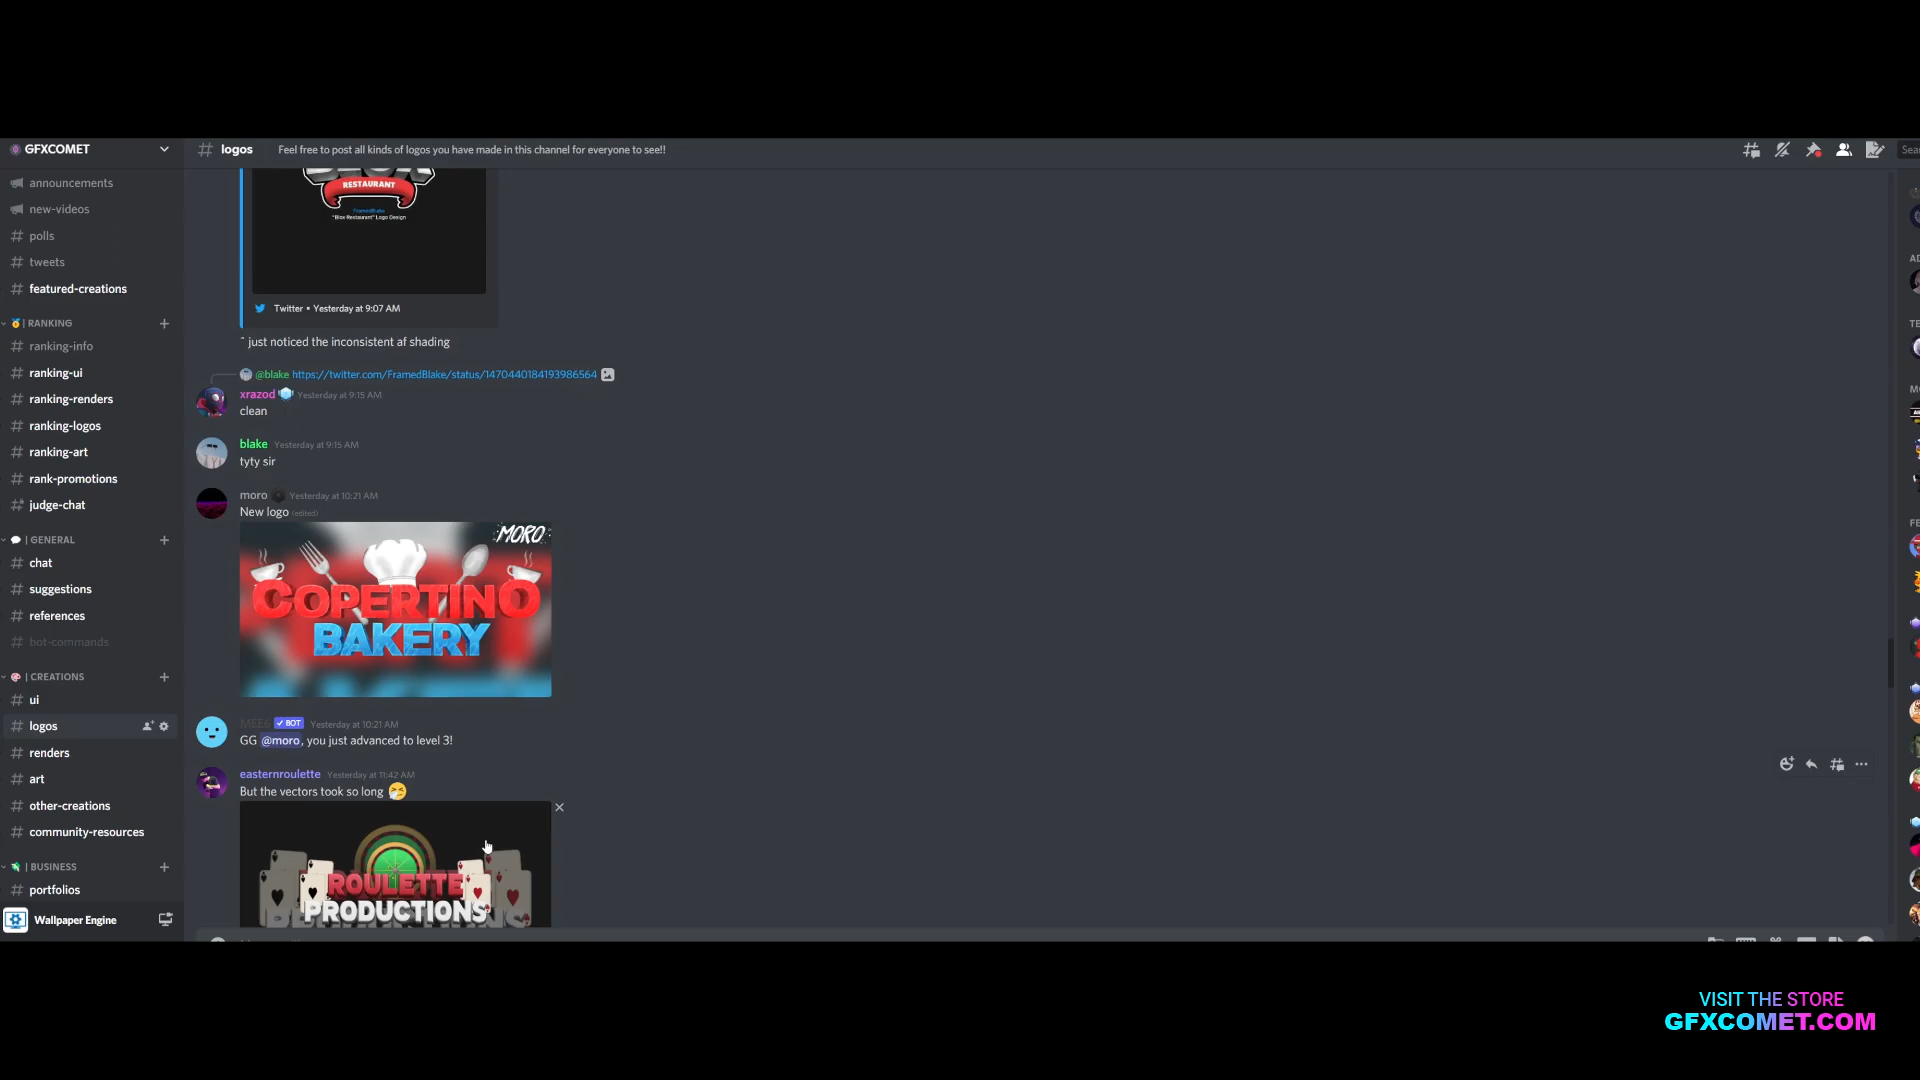 GFXCOMET
announcements
new-videos
polls
tweets
featured-creations
| RANKING
ranking-info
ranking-ui
ranking-renders
ranking-logos
ranking-art
rank-promotions
judge-chat
| GENERAL
chat
suggestions
references
bot-commands
| CREATIONS
ui
logos
renders
art
other-creations
community-resources
| BUSINESS
portfolios
Wallpaper Engine
logos
Feel free to post all kinds of logos you have made in this channel for everyone to see!!
RESTAURANT
FramedBlake
"Blox Restaurant" Logo Design
Twitter • Yesterday at 9:07 AM
^ just noticed the inconsistent af shading
@blake https://twitter.com/FramedBlake/status/1470440184193986564
xrazod Yesterday at 9:15 AM
clean
blake Yesterday at 9:15 AM
tyty sir
moro Yesterday at 10:21 AM
New logo (edited)
MORO
COPERTINO
BAKERY
MEE6 BOT Yesterday at 10:21 AM
GG @moro, you just advanced to level 3!
easternroulette Yesterday at 11:42 AM
But the vectors took so long
ROULETTE
PRODUCTIONS
VISIT THE STORE
GFXCOMET.COM